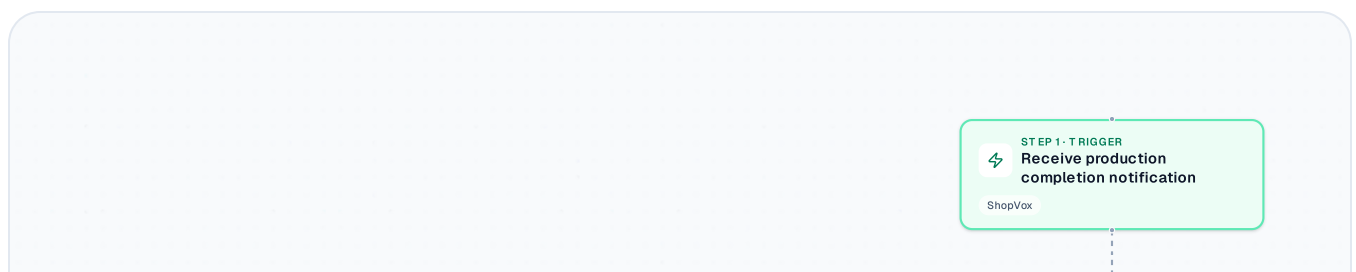 STEP 1 · TRIGGER
Receive production
completion notification
ShopVox